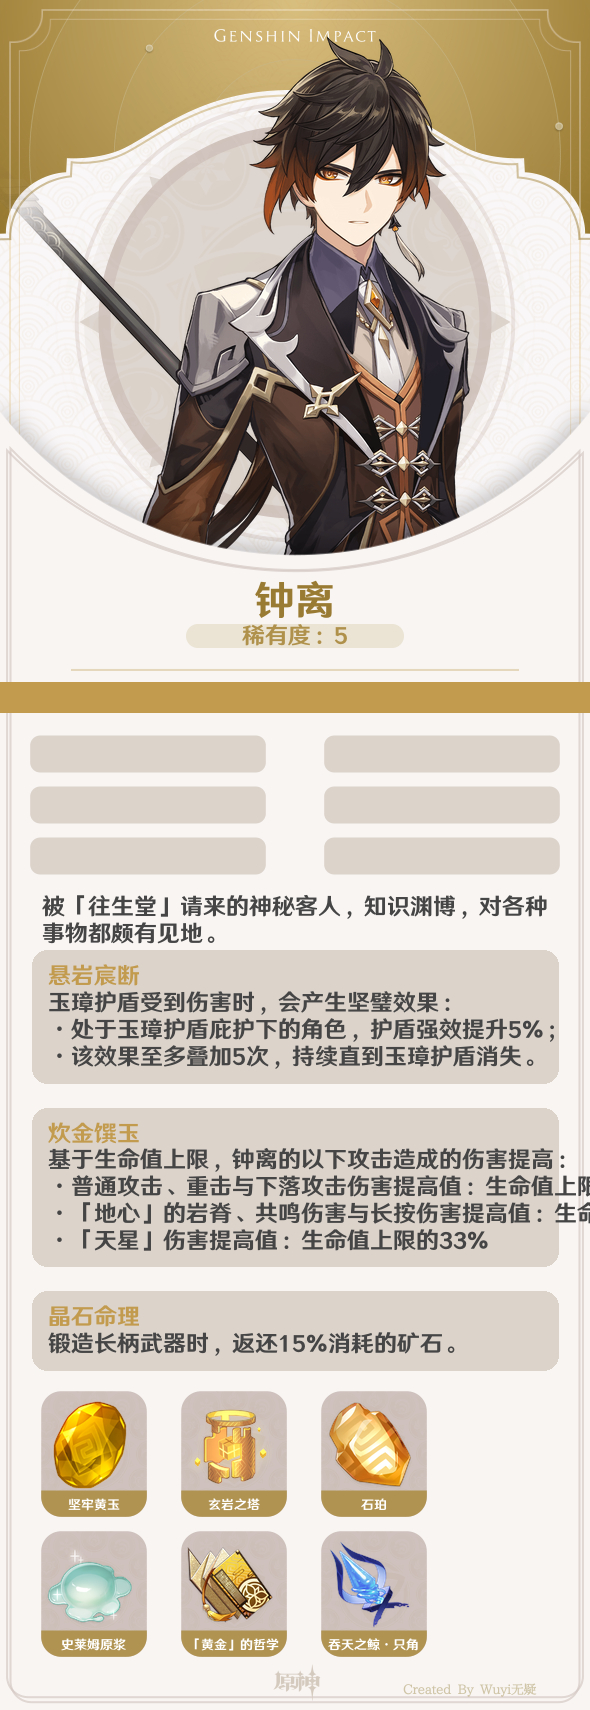 GENSHIN IMPACT
钟离
稀有度：5
被「往生堂」请来的神秘客人，知识渊博，对各种
事物都颇有见地。
悬岩宸断
玉璋护盾受到伤害时，会产生坚璧效果：
·处于玉璋护盾庇护下的角色，护盾强效提升5%；
·该效果至多叠加5次，持续直到玉璋护盾消失。
炊金馔玉
基于生命值上限，钟离的以下攻击造成的伤害提高：
·普通攻击、重击与下落攻击伤害提高值：生命值上限
·「地心」的岩脊、共鸣伤害与长按伤害提高值：生命
·「天星」伤害提高值：生命值上限的33%
晶石命理
锻造长柄武器时，返还15%消耗的矿石。
坚牢黄玉
玄岩之塔
石珀
史莱姆原浆
「黄金」的哲学
吞天之鲸·只角
原神
Created By Wuyi无疑